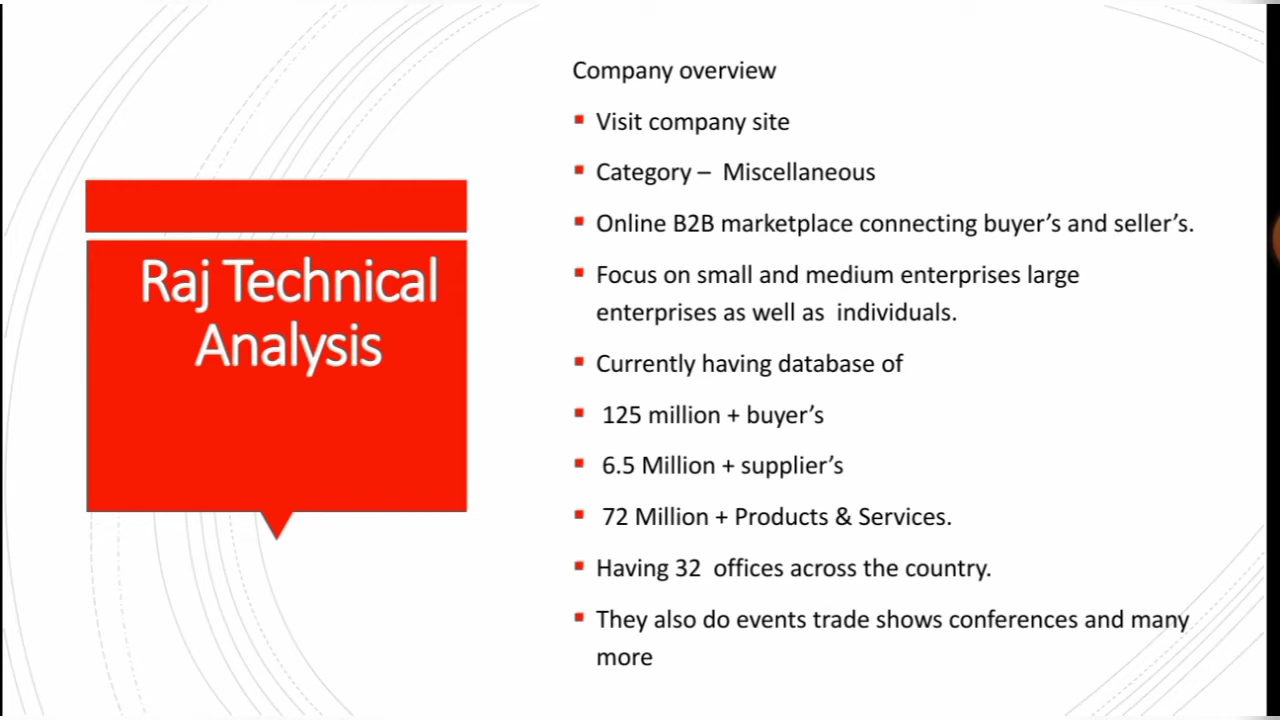 Raj Technical
Analysis
Company overview
Visit company site
Category – Miscellaneous
Online B2B marketplace connecting buyer’s and seller’s.
Focus on small and medium enterprises large
enterprises as well as individuals.
Currently having database of
125 million + buyer’s
6.5 Million + supplier’s
72 Million + Products & Services.
Having 32 offices across the country.
They also do events trade shows conferences and many
more